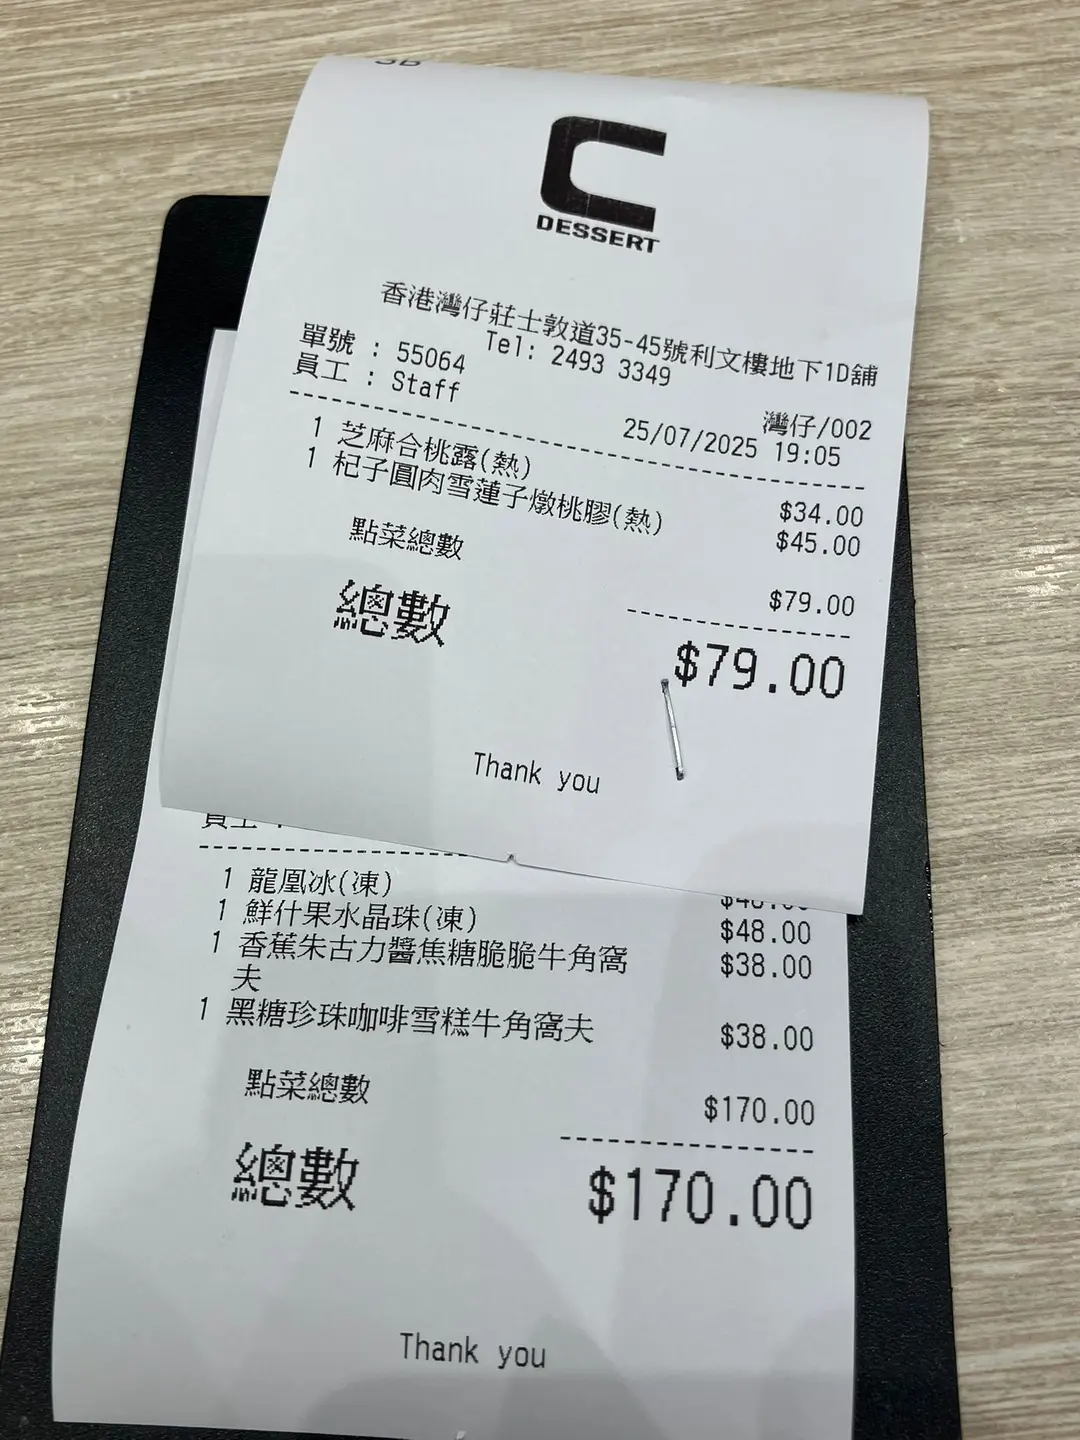 C
DESSERT
香港灣仔莊士敦道35-45號利文樓地下1D舖
Tel: 2493 3349
單號 : 55064
灣仔/002
員工 : Staff
25/07/2025 19:05
1 芝麻合桃露(熱) $34.00
1 杞子圓肉雪蓮子燉桃膠(熱) $45.00
點菜總數 $79.00
總數 $79.00
Thank you
員工 :
1 龍凰冰(凍)
1 鮮什果水晶珠(凍) $48.00
1 香蕉朱古力醬焦糖脆脆牛角窩 $38.00
夫
1 黑糖珍珠咖啡雪糕牛角窩夫 $38.00
點菜總數 $170.00
總數 $170.00
Thank you